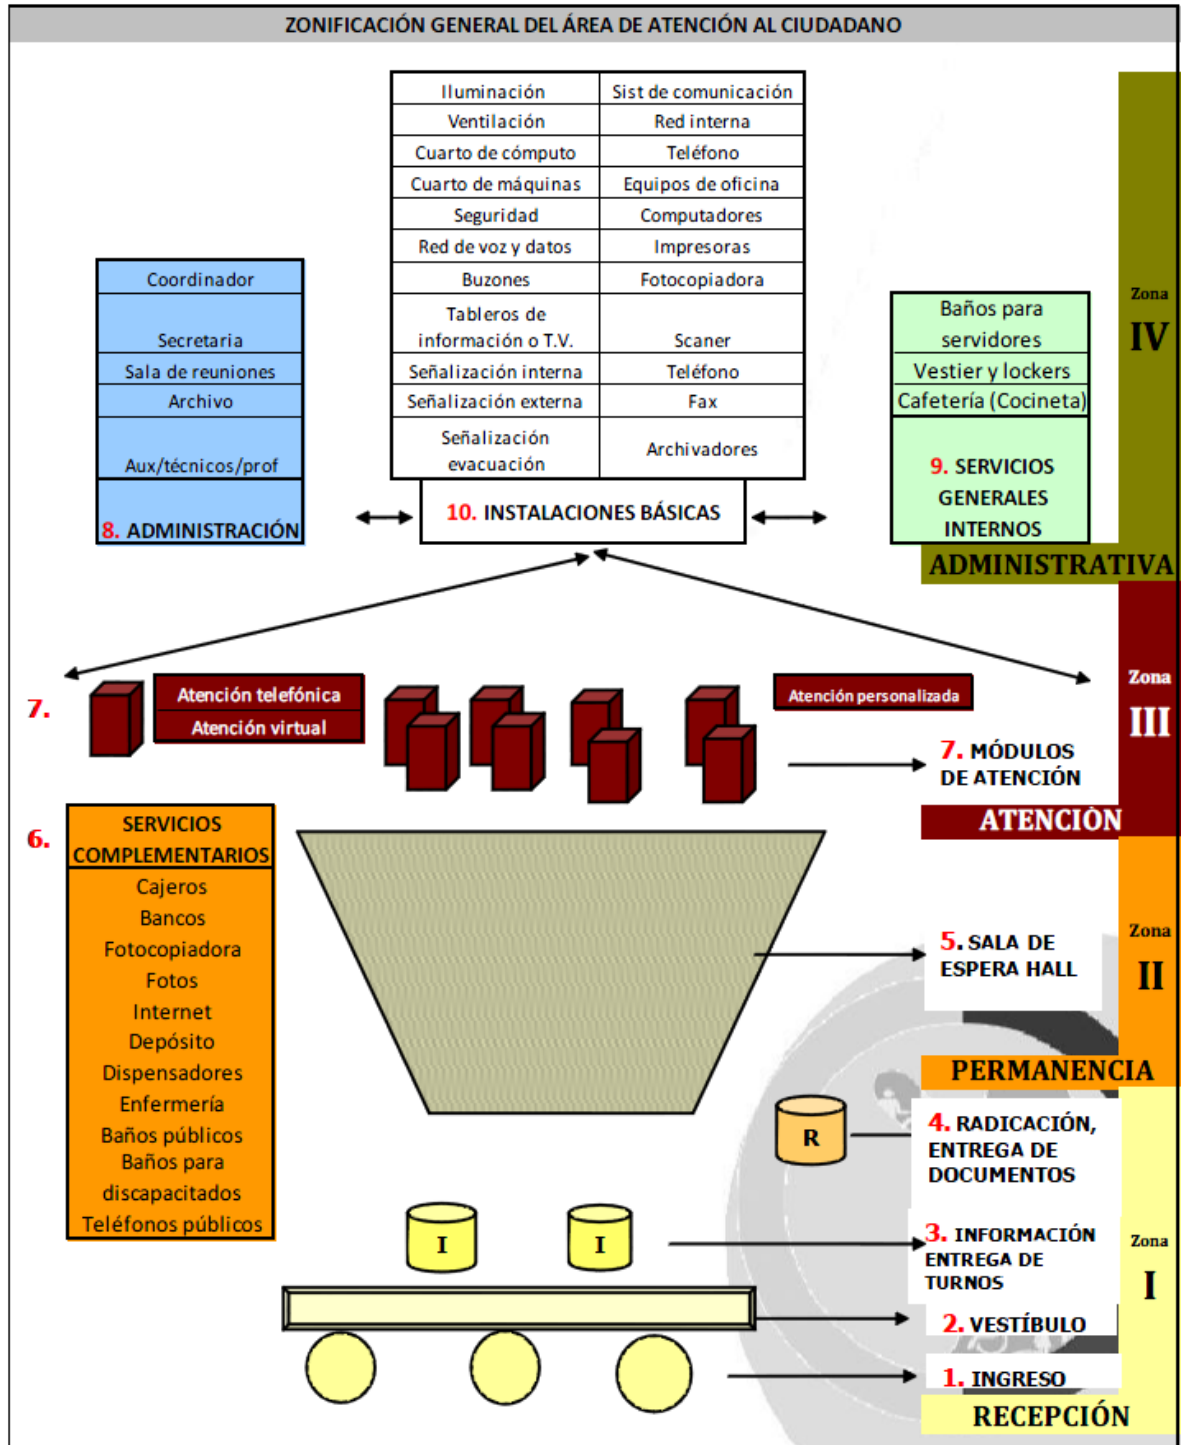 ZONIFICACIÓN GENERAL DEL ÁREA DE ATENCIÓN AL CIUDADANO
Iluminación
Sist de comunicación
Ventilación
Red interna
Cuarto de cómputo
Teléfono
Cuarto de máquinas
Equipos de oficina
Seguridad
Computadores
Red de voz y datos
Impresoras
Buzones
Fotocopiadora
Tableros de
información o T.V.
Scaner
Señalización interna
Teléfono
Señalización externa
Fax
Señalización
evacuación
Archivadores
10. INSTALACIONES BÁSICAS
Coordinador
Secretaria
Sala de reuniones
Archivo
Aux/técnicos/prof
8. ADMINISTRACIÓN
Baños para
servidores
Vestier y lockers
Cafetería (Cocineta)
9. SERVICIOS
GENERALES
INTERNOS
Zona
IV
ADMINISTRATIVA
7.
Atención telefónica
Atención virtual
Atención personalizada
7. MÓDULOS
DE ATENCIÓN
Zona
III
ATENCIÒN
6.
SERVICIOS
COMPLEMENTARIOS
Cajeros
Bancos
Fotocopiadora
Fotos
Internet
Depósito
Dispensadores
Enfermería
Baños públicos
Baños para
discapacitados
Teléfonos públicos
5. SALA DE
ESPERA HALL
Zona
II
PERMANENCIA
R
4. RADICACIÓN,
ENTREGA DE
DOCUMENTOS
I
I
3. INFORMACIÓN
ENTREGA DE
TURNOS
Zona
I
2. VESTÍBULO
1. INGRESO
RECEPCIÓN